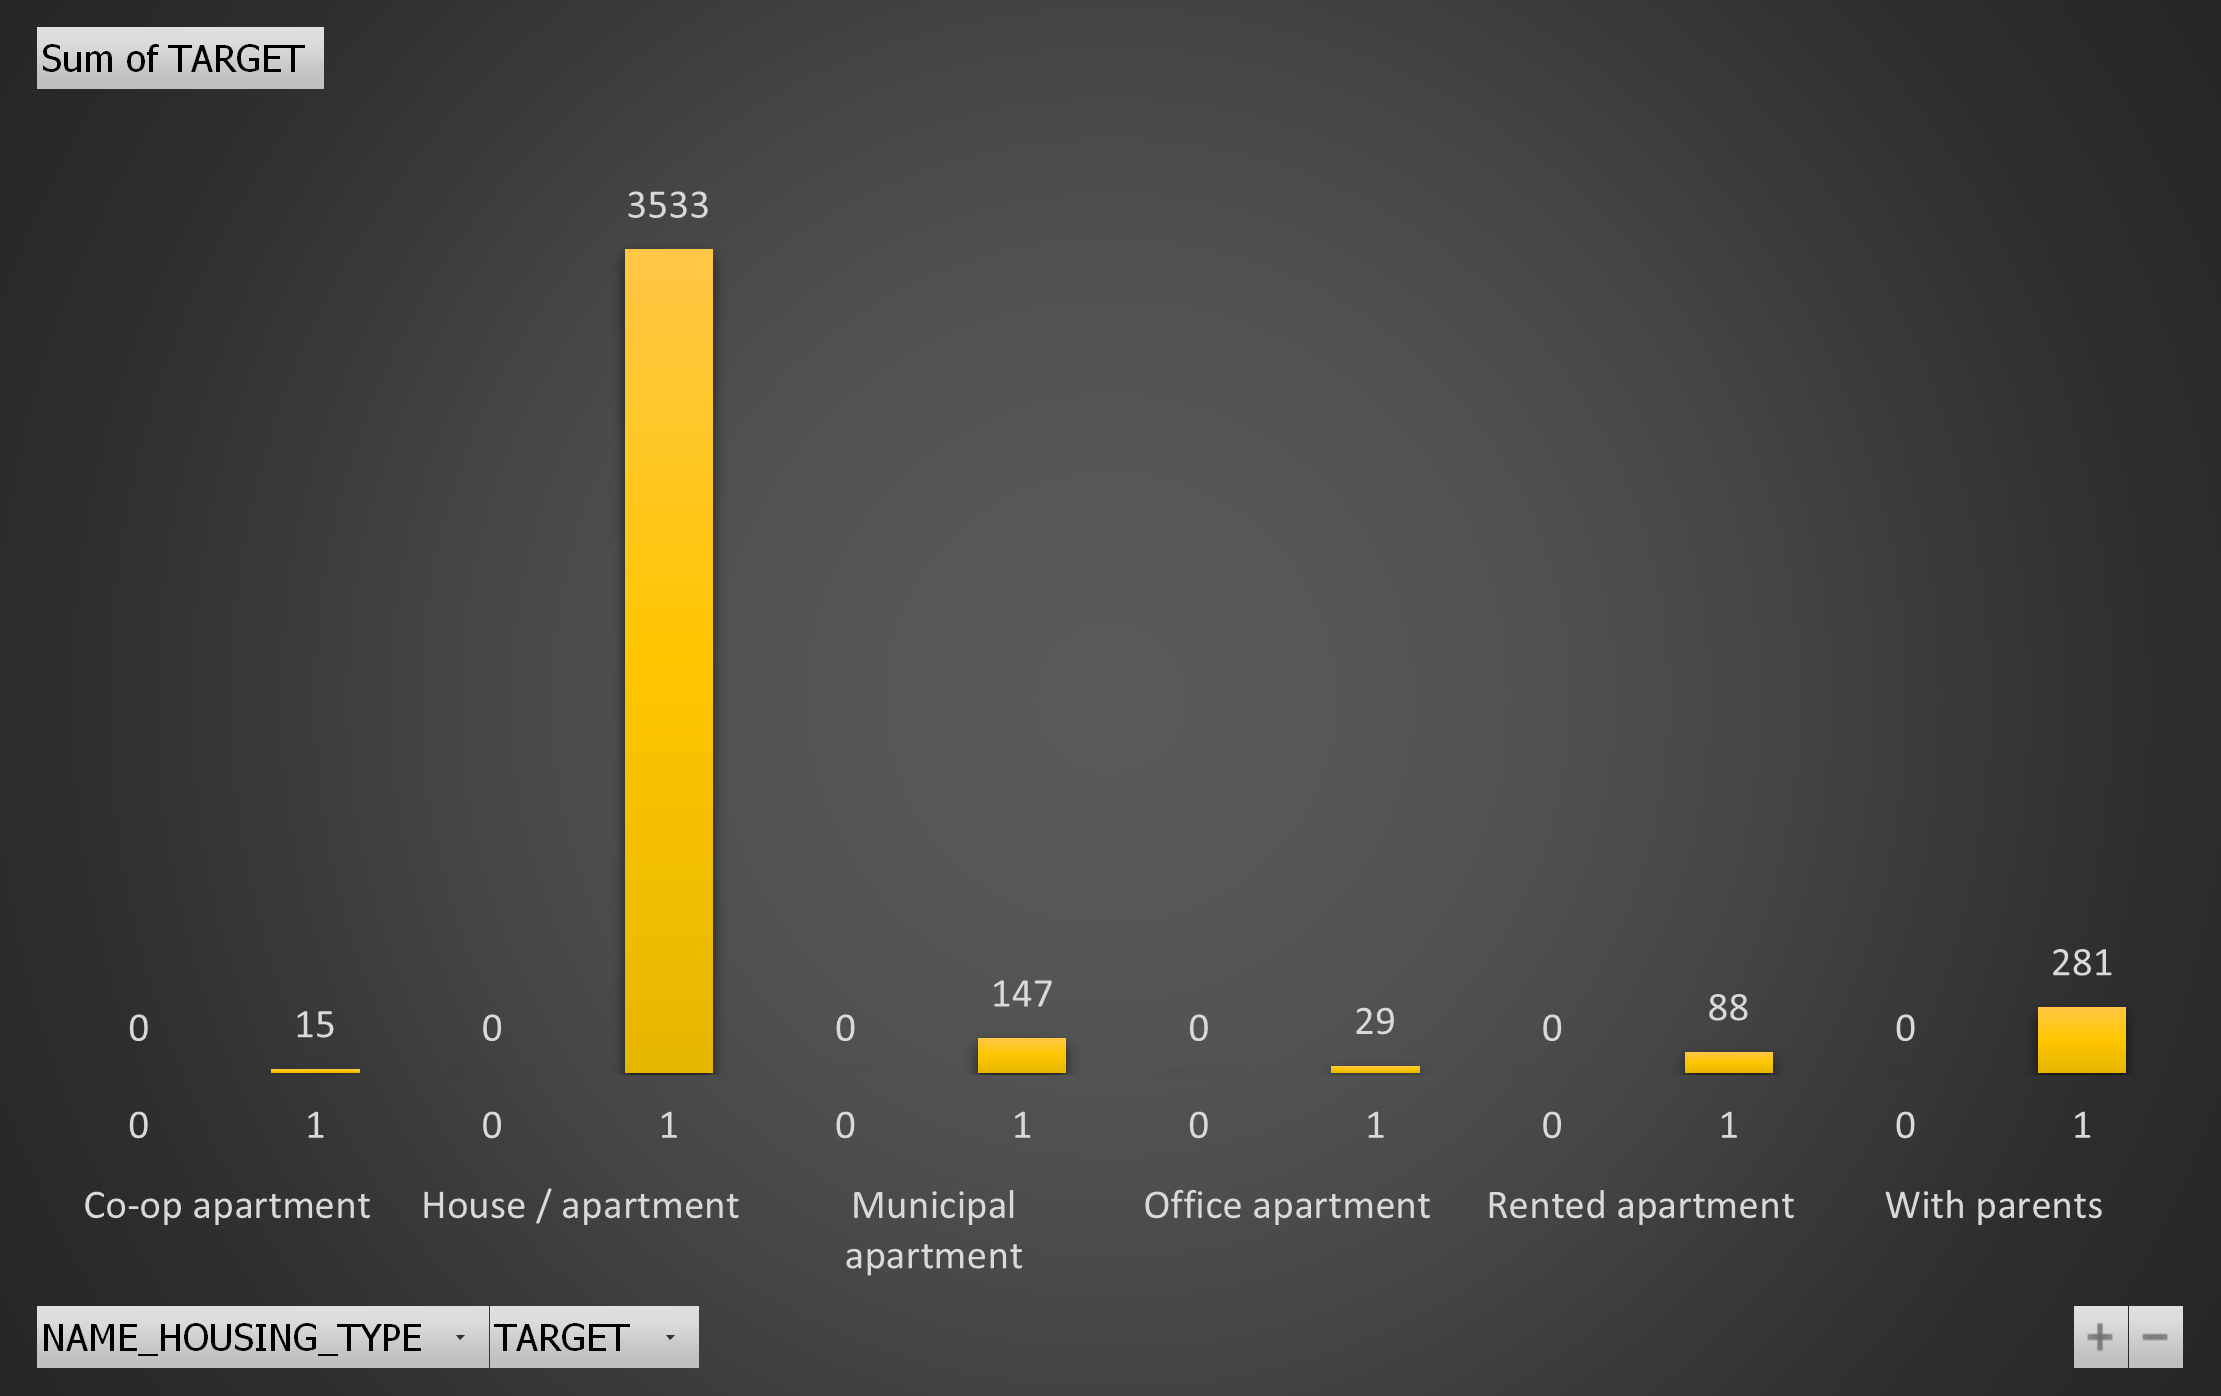 Sum of TARGET
3533
281
147
88
29
0 15 0 0 0 0 0
0 1 0 1 0 1 0 1 0 1 0 1
Co-op apartment House / apartment Municipal apartment Office apartment Rented apartment With parents
NAME_HOUSING_TYPE TARGET
+ −